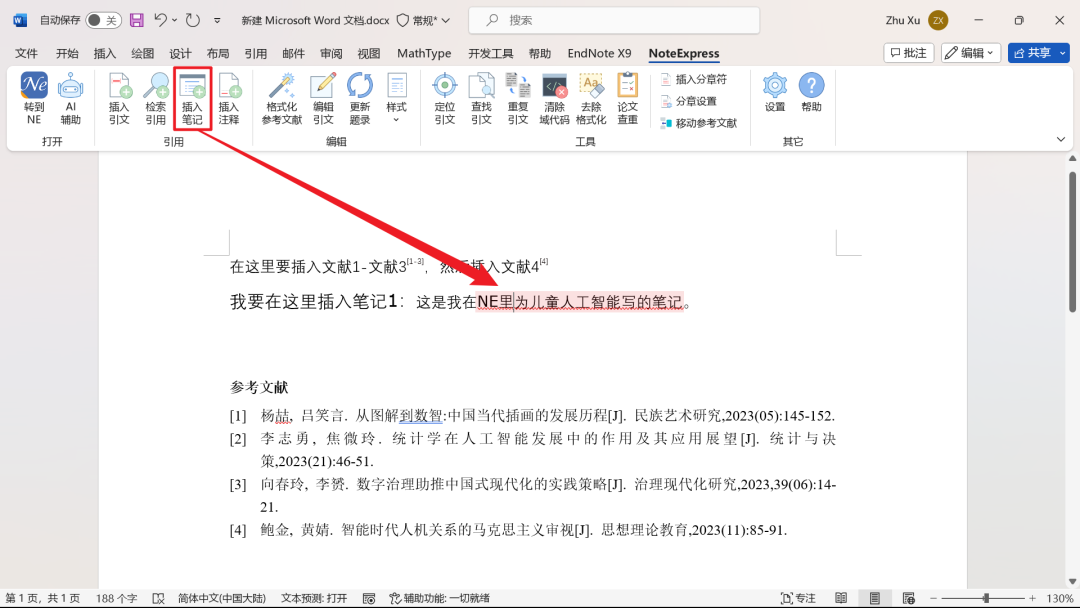 自动保存 关 新建 Microsoft Word 文档.docx 常规* 搜索 Zhu Xu ZX
文件 开始 插入 绘图 设计 布局 引用 邮件 审阅 视图 MathType 开发工具 帮助 EndNote X9 NoteExpress 批注 编辑 共享
转到 NE
AI 辅助
打开
插入 引文
检索 引用
插入 笔记
插入 注释
引用
格式化 参考文献
编辑 引文
更新 题录
样式
编辑
定位 引文
查找 引文
重复 引文
清除 域代码
去除 格式化
论文 查重
插入分章符
分章设置
移动参考文献
工具
设置
帮助
其它
在这里要插入文献1-文献3[1-3]，然后插入文献4[4]
我要在这里插入笔记1：这是我在NE里为儿童人工智能写的笔记。
参考文献
[1] 杨喆, 吕笑言. 从图解到数智:中国当代插画的发展历程[J]. 民族艺术研究,2023(05):145-152.
[2] 李志勇, 焦微玲. 统计学在人工智能发展中的作用及其应用展望[J]. 统计与决
策,2023(21):46-51.
[3] 向春玲, 李赟. 数字治理助推中国式现代化的实践策略[J]. 治理现代化研究,2023,39(06):14-
21.
[4] 鲍金, 黄婧. 智能时代人机关系的马克思主义审视[J]. 思想理论教育,2023(11):85-91.
第 1 页，共 1 页 188 个字 简体中文(中国大陆) 文本预测: 打开 辅助功能: 一切就绪 专注 130%